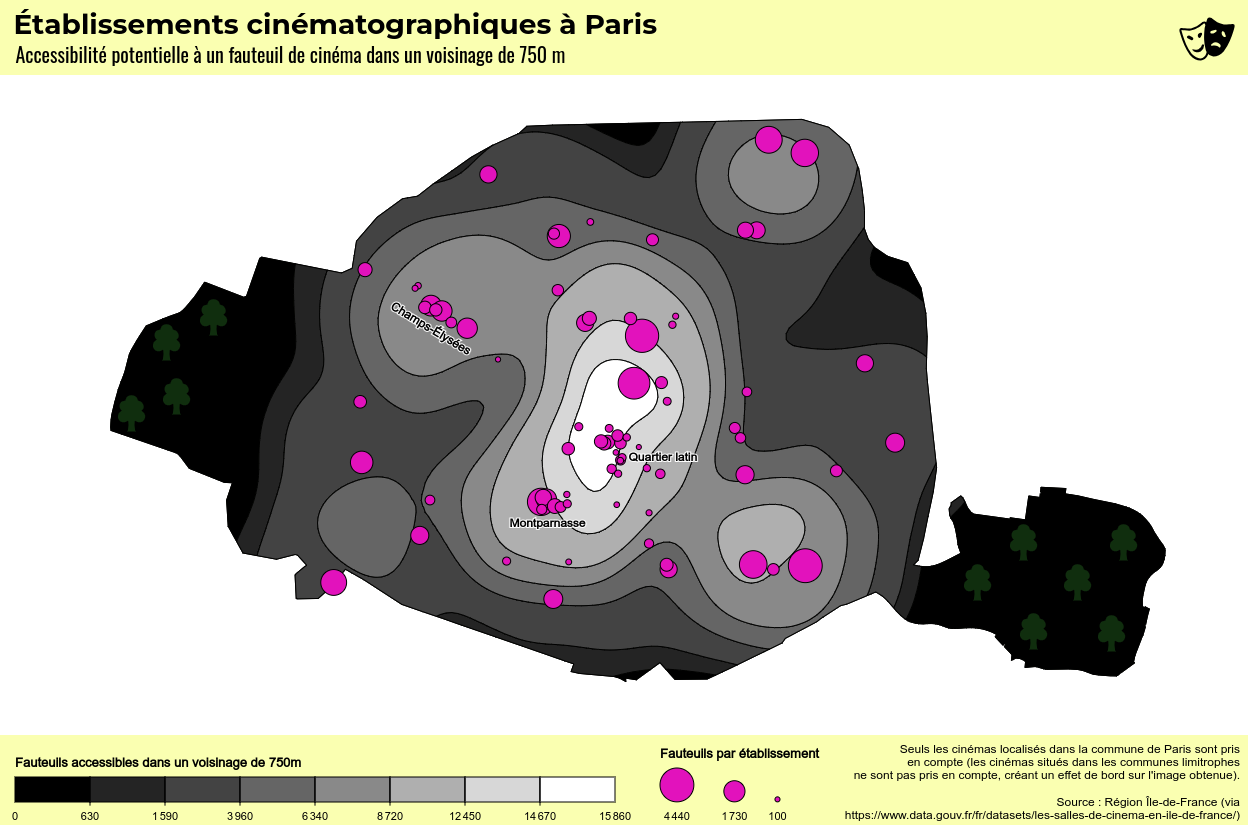 Établissements cinématographiques à Paris
Accessibilité potentielle à un fauteuil de cinéma dans un voisinage de 750 m
Champs-Élysées
Quartier latin
Montparnasse
Fauteuils accessibles dans un voisinage de 750m
0 630 1 590 3 960 6 340 8 720 12 450 14 670 15 860
Fauteuils par établissement
4 440 1 730 100
Seuls les cinémas localisés dans la commune de Paris sont pris
en compte (les cinémas situés dans les communes limitrophes
ne sont pas pris en compte, créant un effet de bord sur l'image obtenue).
Source : Région Île-de-France (via
https://www.data.gouv.fr/fr/datasets/les-salles-de-cinema-en-ile-de-france/)